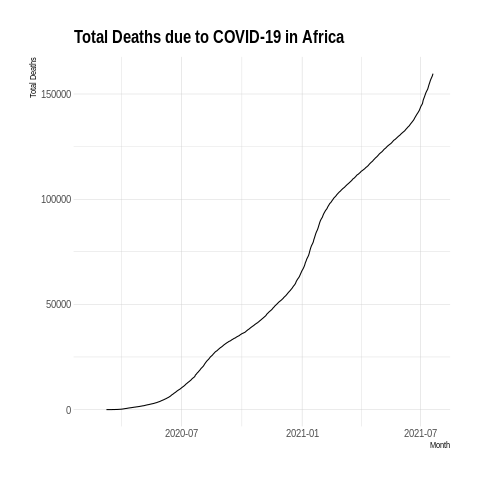 Total Deaths due to COVID-19 in Africa
Total Deaths
150000
100000
50000
0
2020-07 2021-01 2021-07
Month